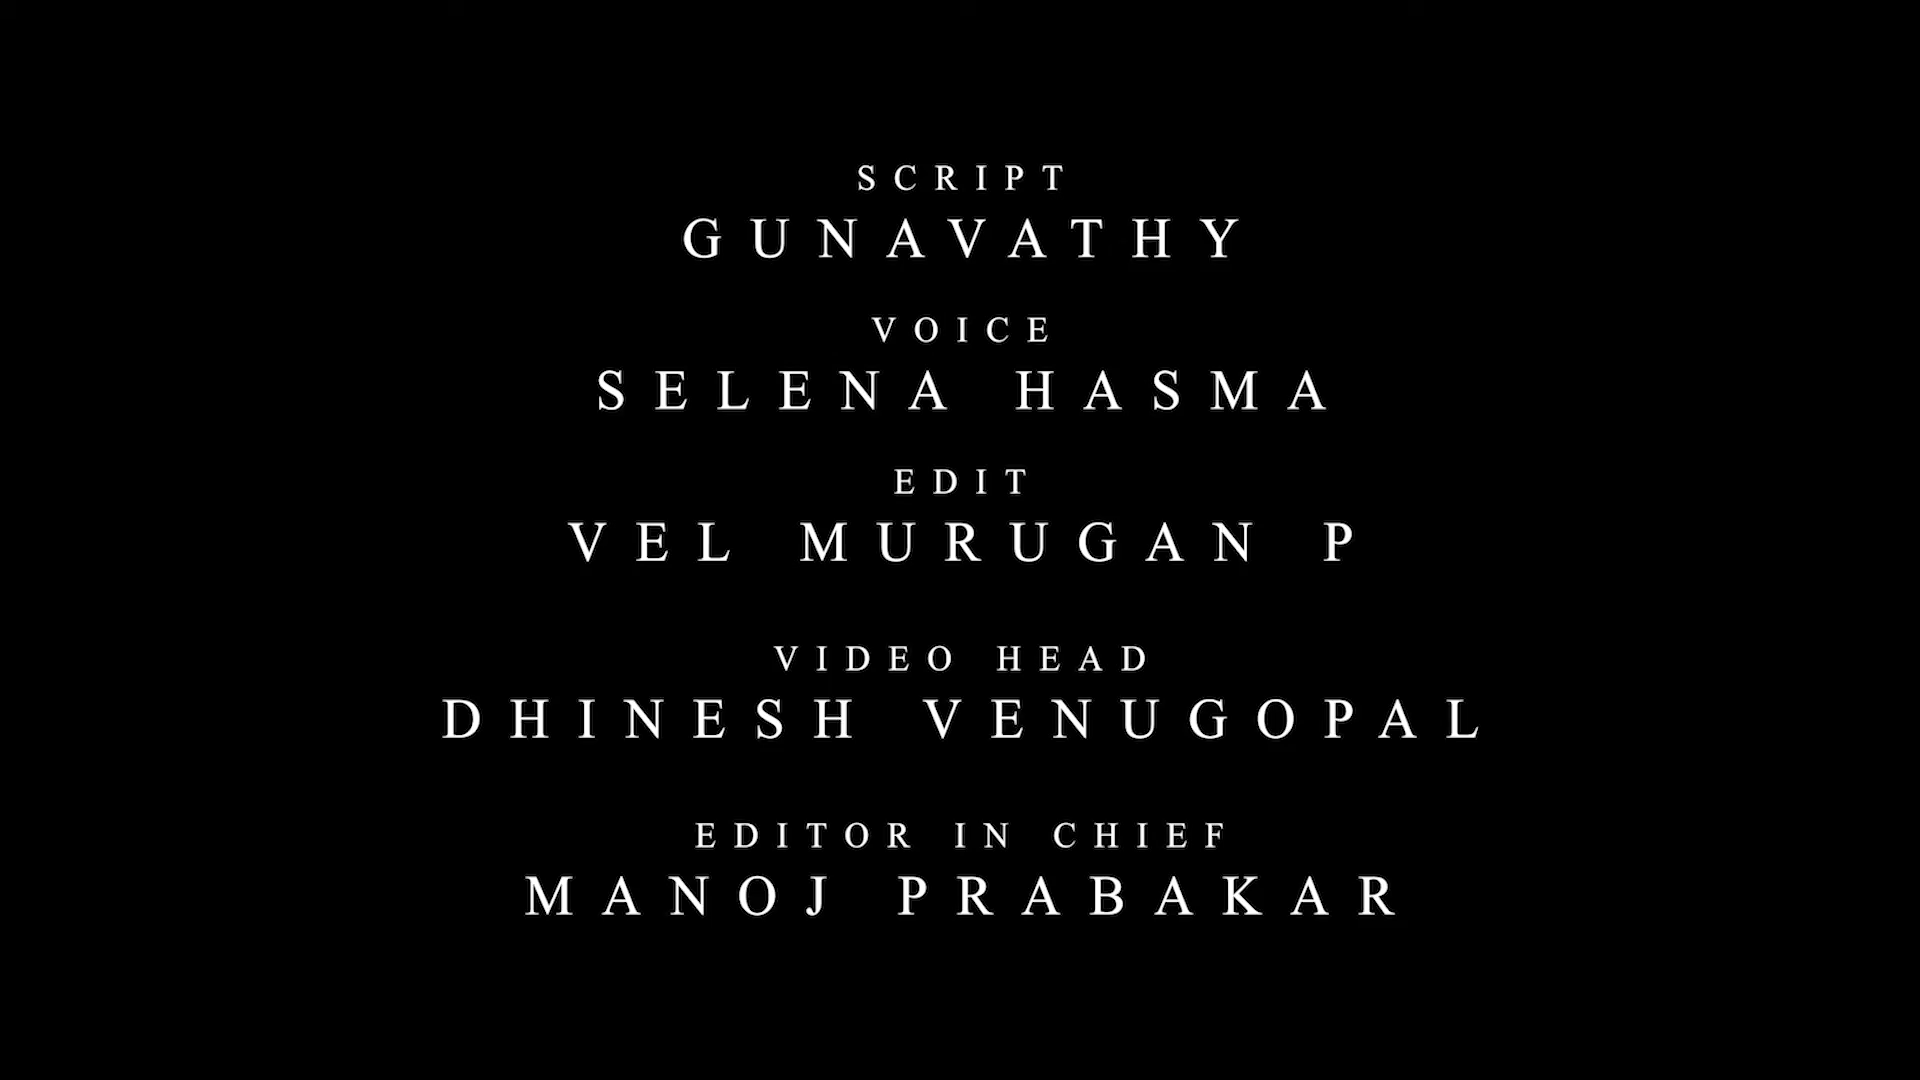 SCRIPT
GUNAVATHY
VOICE
SELENA HASMA
EDIT
VEL MURUGAN P
VIDEO HEAD
DHINESH VENUGOPAL
EDITOR IN CHIEF
MANOJ PRABAKAR